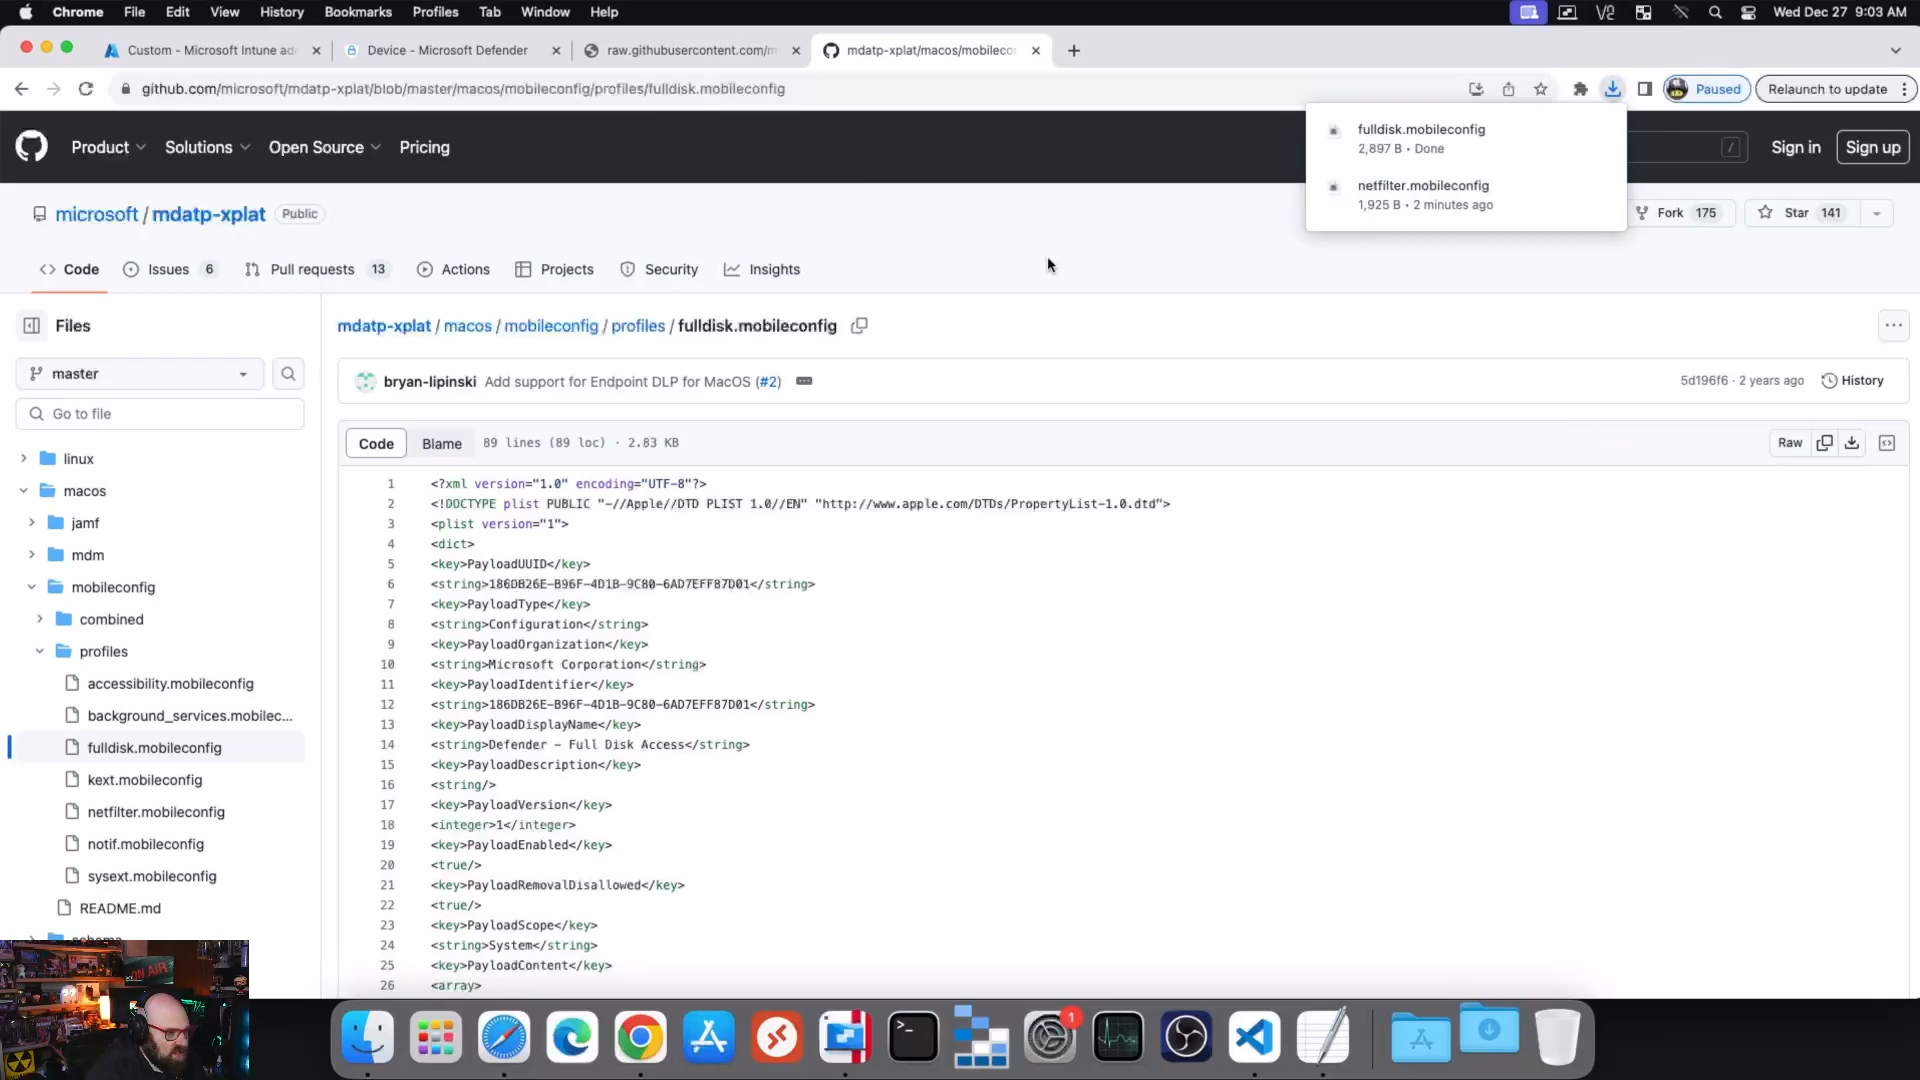 Chrome File Edit View History Bookmarks Profiles Tab Window Help
Wed Dec 27 9:03 AM
Custom - Microsoft Intune ad
Device - Microsoft Defender
raw.githubusercontent.com/m
mdatp-xplat/macos/mobileco
github.com/microsoft/mdatp-xplat/blob/master/macos/mobileconfig/profiles/fulldisk.mobileconfig
Paused
Relaunch to update
fulldisk.mobileconfig
2,897 B • Done
netfilter.mobileconfig
1,925 B • 2 minutes ago
Product Solutions Open Source Pricing
/
Sign in Sign up
microsoft / mdatp-xplat Public
Fork 175
Star 141
Code Issues 6 Pull requests 13 Actions Projects Security Insights
Files
master
Go to file
linux
macos
jamf
mdm
mobileconfig
combined
profiles
accessibility.mobileconfig
background_services.mobilec...
fulldisk.mobileconfig
kext.mobileconfig
netfilter.mobileconfig
notif.mobileconfig
sysext.mobileconfig
README.md
mdatp-xplat / macos / mobileconfig / profiles / fulldisk.mobileconfig
bryan-lipinski Add support for Endpoint DLP for MacOS (#2)
5d196f6 · 2 years ago History
Code Blame 89 lines (89 loc) · 2.83 KB
Raw
1 <?xml version="1.0" encoding="UTF-8"?>
2 <!DOCTYPE plist PUBLIC "-//Apple//DTD PLIST 1.0//EN" "http://www.apple.com/DTDs/PropertyList-1.0.dtd">
3 <plist version="1">
4 <dict>
5 <key>PayloadUUID</key>
6 <string>186DB26E-B96F-4D1B-9C80-6AD7EFF87D01</string>
7 <key>PayloadType</key>
8 <string>Configuration</string>
9 <key>PayloadOrganization</key>
10 <string>Microsoft Corporation</string>
11 <key>PayloadIdentifier</key>
12 <string>186DB26E-B96F-4D1B-9C80-6AD7EFF87D01</string>
13 <key>PayloadDisplayName</key>
14 <string>Defender - Full Disk Access</string>
15 <key>PayloadDescription</key>
16 <string/>
17 <key>PayloadVersion</key>
18 <integer>1</integer>
19 <key>PayloadEnabled</key>
20 <true/>
21 <key>PayloadRemovalDisallowed</key>
22 <true/>
23 <key>PayloadScope</key>
24 <string>System</string>
25 <key>PayloadContent</key>
26 <array>
ON AIR
1